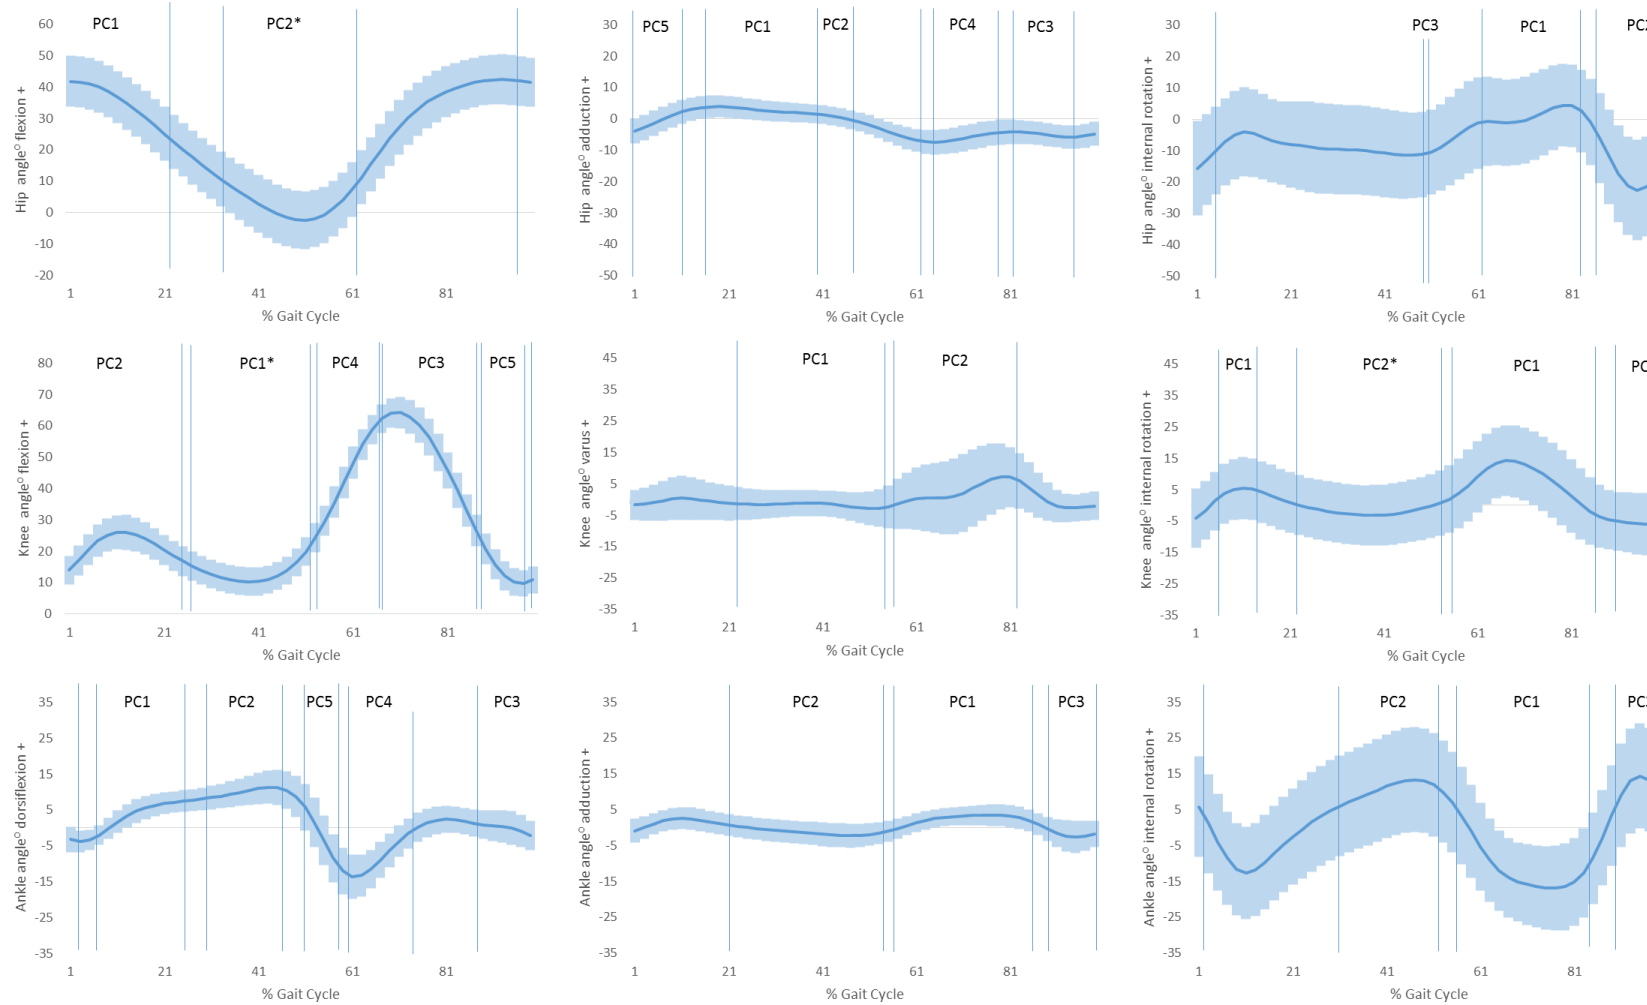 PC1 PC2*
60
50
40
30
20
10
0
-10
-20
Hip angle⁰ flexion +
1 21 41 61 81
% Gait Cycle
PC5 PC1 PC2 PC4 PC3
30
20
10
0
-10
-20
-30
-40
-50
Hip angle⁰ adduction +
1 21 41 61 81
% Gait Cycle
PC3 PC1
30
20
10
0
-10
-20
-30
-40
-50
Hip angle⁰ internal rotation +
1 21 41 61 81
% Gait Cycle
PC2 PC1* PC4 PC3 PC5
80
70
60
50
40
30
20
10
0
Knee angle⁰ flexion +
1 21 41 61 81
% Gait Cycle
PC1 PC2
45
35
25
15
5
-5
-15
-25
-35
Knee angle⁰ varus +
1 21 41 61 81
% Gait Cycle
PC1 PC2* PC1
45
35
25
15
5
-5
-15
-25
-35
Knee angle⁰ internal rotation +
1 21 41 61 81
% Gait Cycle
PC1 PC2 PC5 PC4 PC3
35
25
15
5
-5
-15
-25
-35
Ankle angle⁰ dorsiflexion +
1 21 41 61 81
% Gait Cycle
PC2 PC1 PC3
35
25
15
5
-5
-15
-25
-35
Ankle angle⁰ adduction +
1 21 41 61 81
% Gait Cycle
PC2 PC1
35
25
15
5
-5
-15
-25
-35
Ankle angle⁰ internal rotation +
1 21 41 61 81
% Gait Cycle